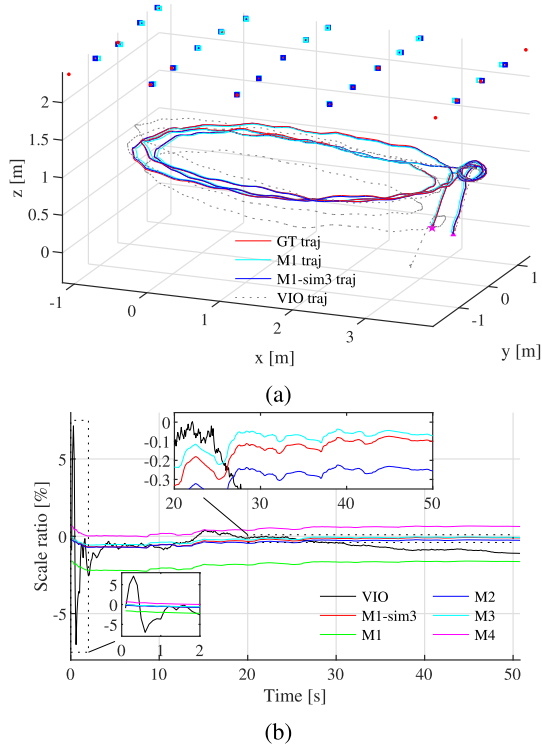 2
1.5
z [m]
1
0.5
0
GT traj
M1 traj
M1-sim3 traj
VIO traj
-1
0
1
2
3
x [m]
-1
0
1
y [m]
(a)
5
0
-5
Scale ratio [%]
0
-0.1
-0.2
-0.3
20
30
40
50
5
0
-5
0
1
2
VIO
M1-sim3
M1
M2
M3
M4
0
10
20
30
40
50
Time [s]
(b)